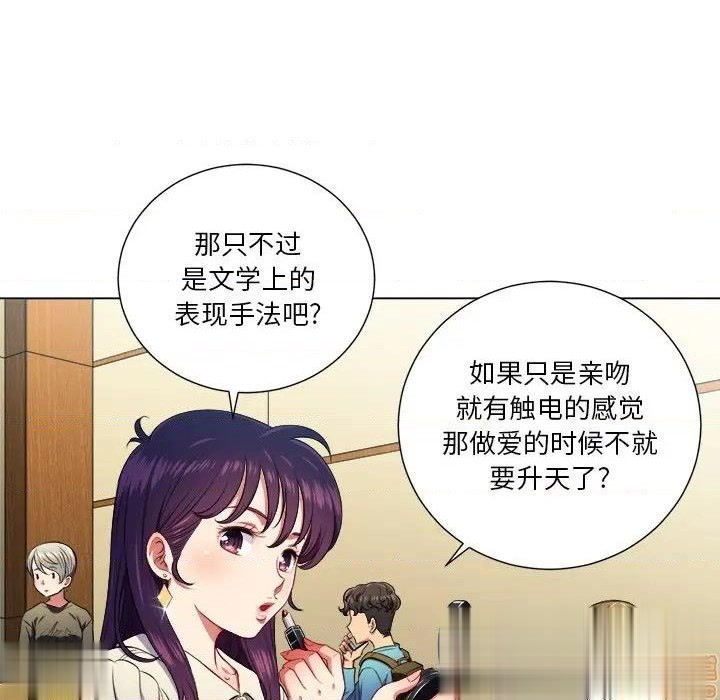 那只不过
是文学上的
表现手法吧?
如果只是亲吻
就有触电的感觉
那做爱的时候不就
要升天了?